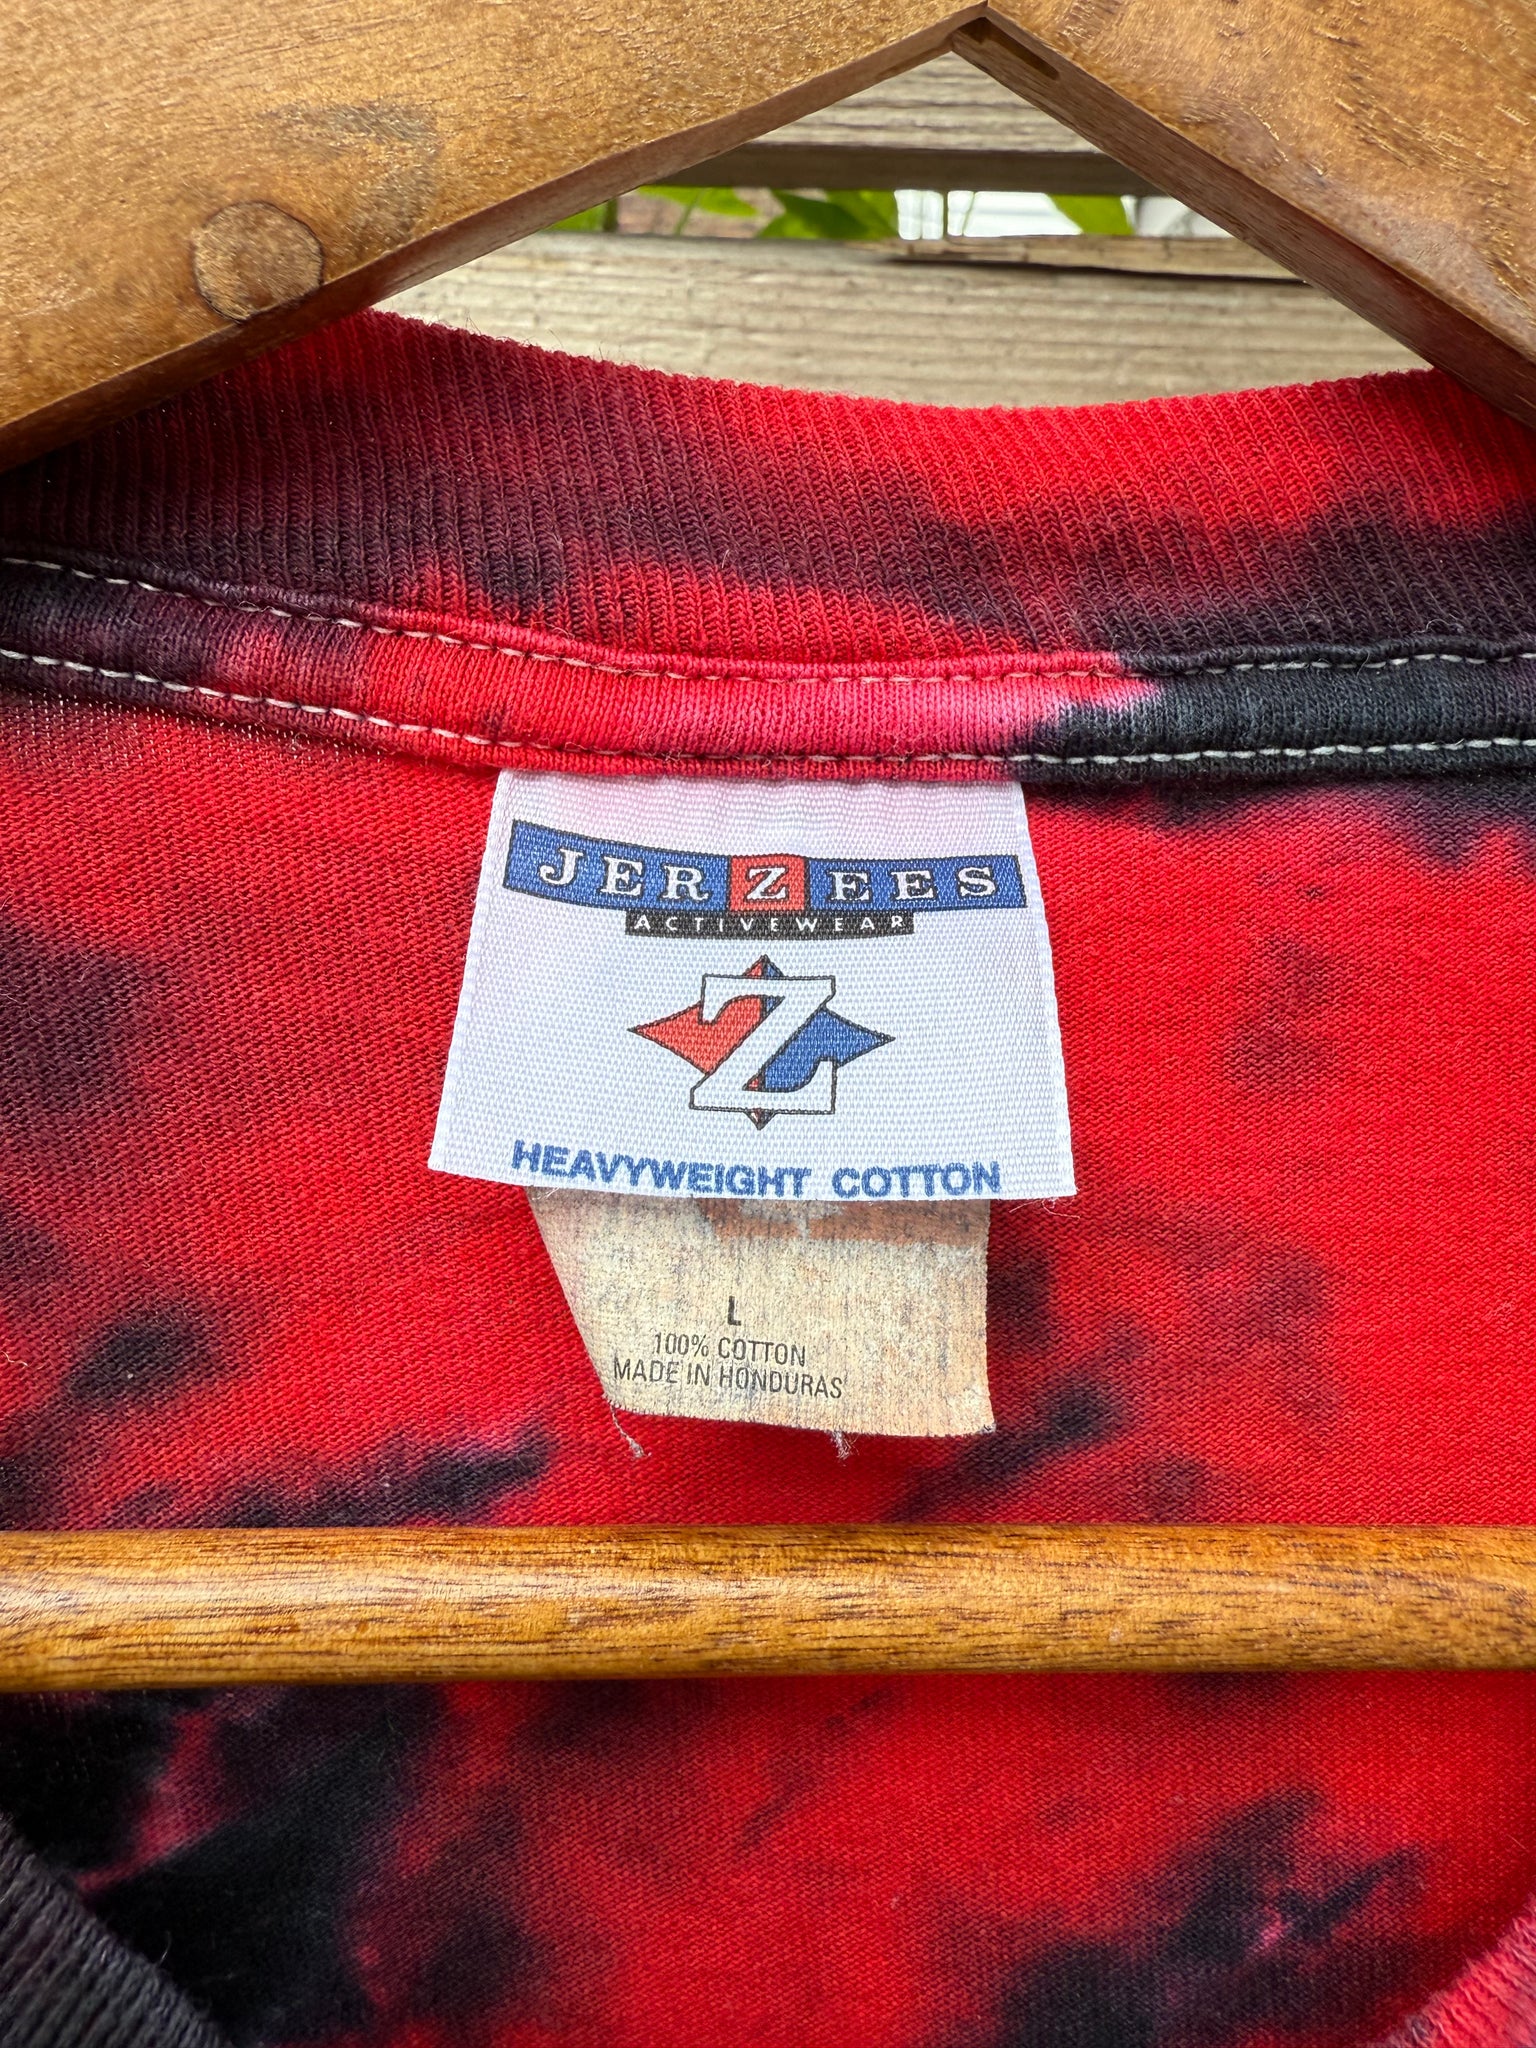 JERZEES
ACTIVEWEAR
Z
HEAVYWEIGHT COTTON
L
100% COTTON
MADE IN HONDURAS